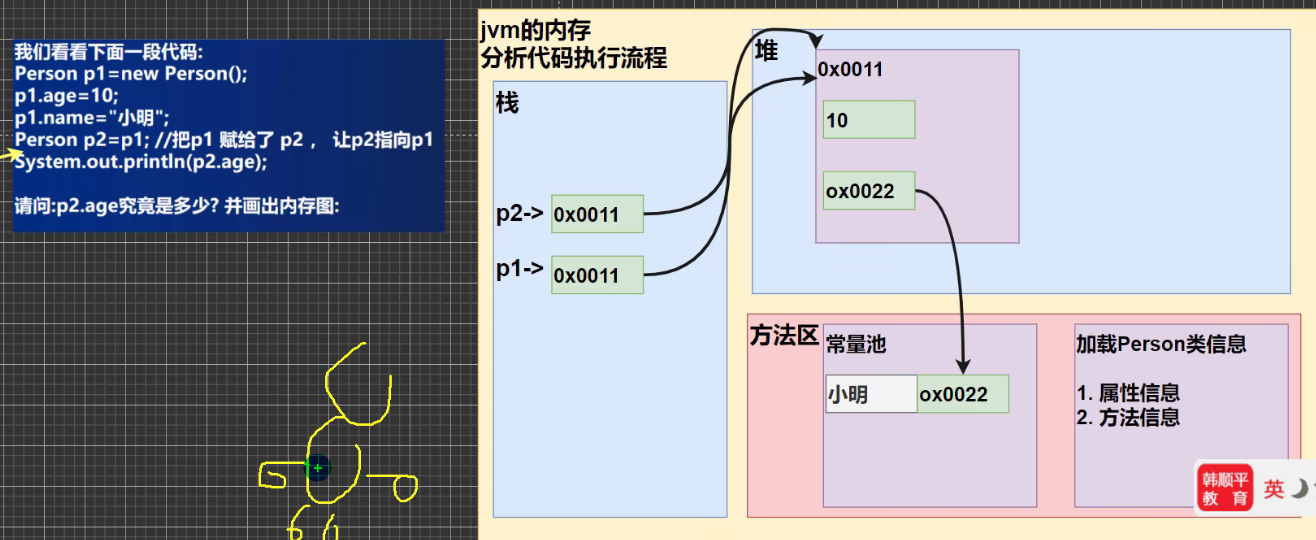 我们看看下面一段代码:
Person p1=new Person();
p1.age=10;
p1.name="小明";
Person p2=p1; //把p1 赋给了 p2 ， 让p2指向p1
System.out.println(p2.age);
请问:p2.age究竟是多少? 并画出内存图:
jvm的内存
分析代码执行流程
栈
p2-> 0x0011
p1-> 0x0011
堆
0x0011
10
ox0022
方法区
常量池
小明 ox0022
加载Person类信息
1. 属性信息
2. 方法信息
韩顺平
教 育
英